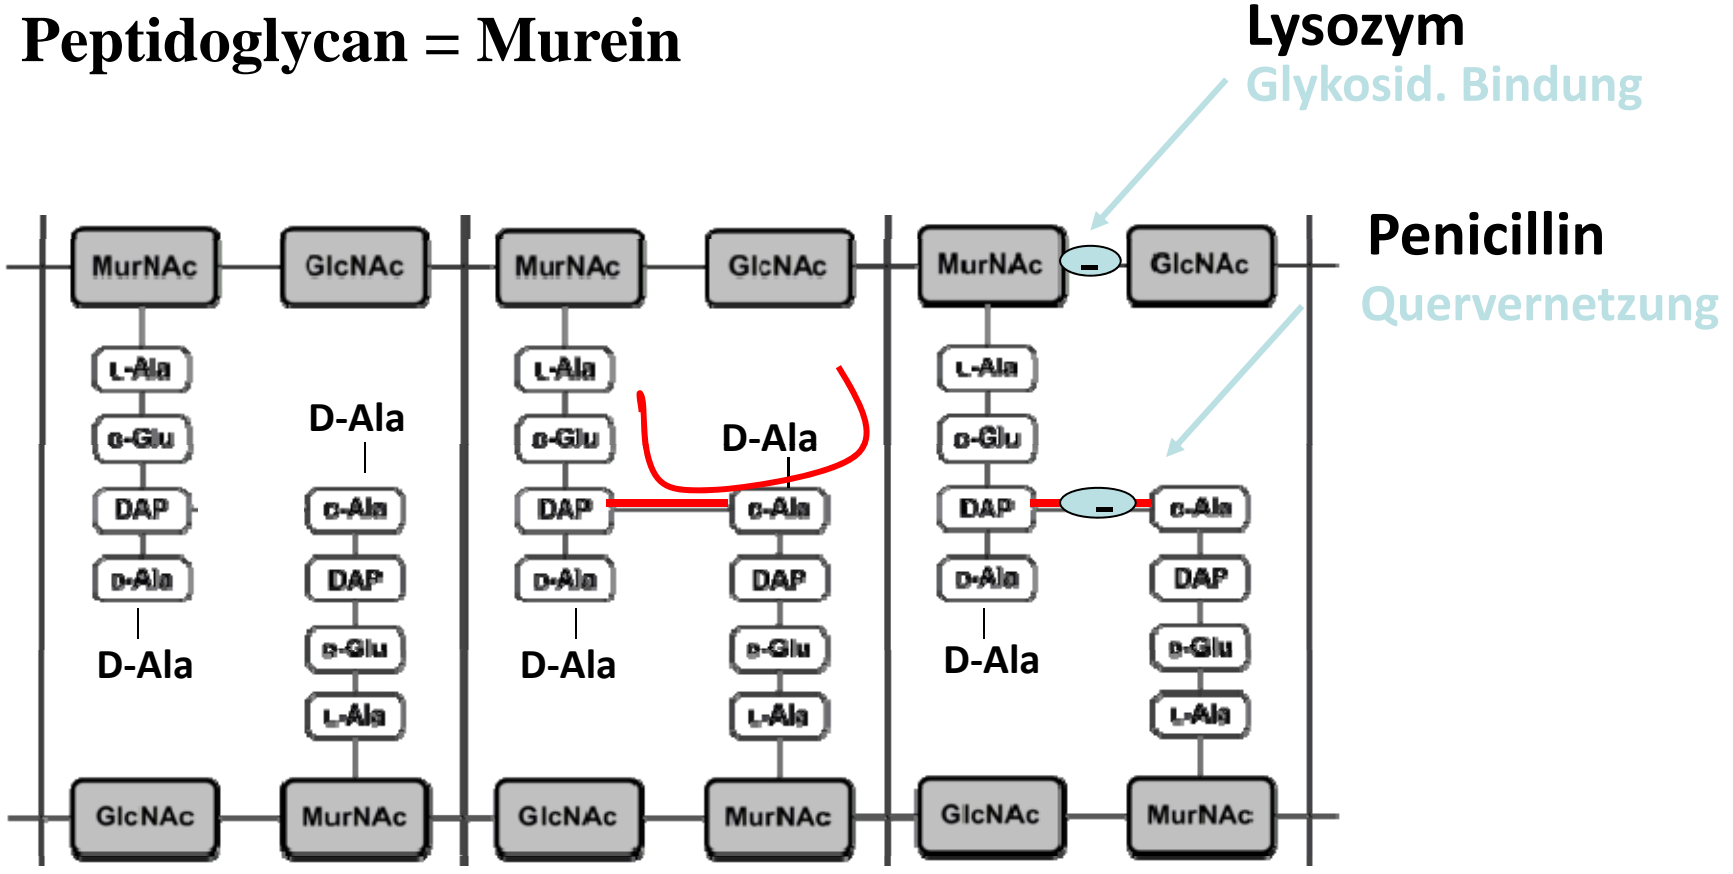 Peptidoglycan = Murein
Lysozym
Glykosid. Bindung
Penicillin
Quervernetzung
MurNAc GlcNAc MurNAc GlcNAc MurNAc - GlcNAc
L-Ala L-Ala L-Ala
D-Ala D-Ala
D-Glu D-Glu D-Glu
DAP D-Ala DAP D-Ala DAP - D-Ala
D-Ala DAP D-Ala DAP D-Ala DAP
D-Ala D-Glu D-Ala D-Glu D-Ala D-Glu
L-Ala L-Ala L-Ala
GlcNAc MurNAc GlcNAc MurNAc GlcNAc MurNAc